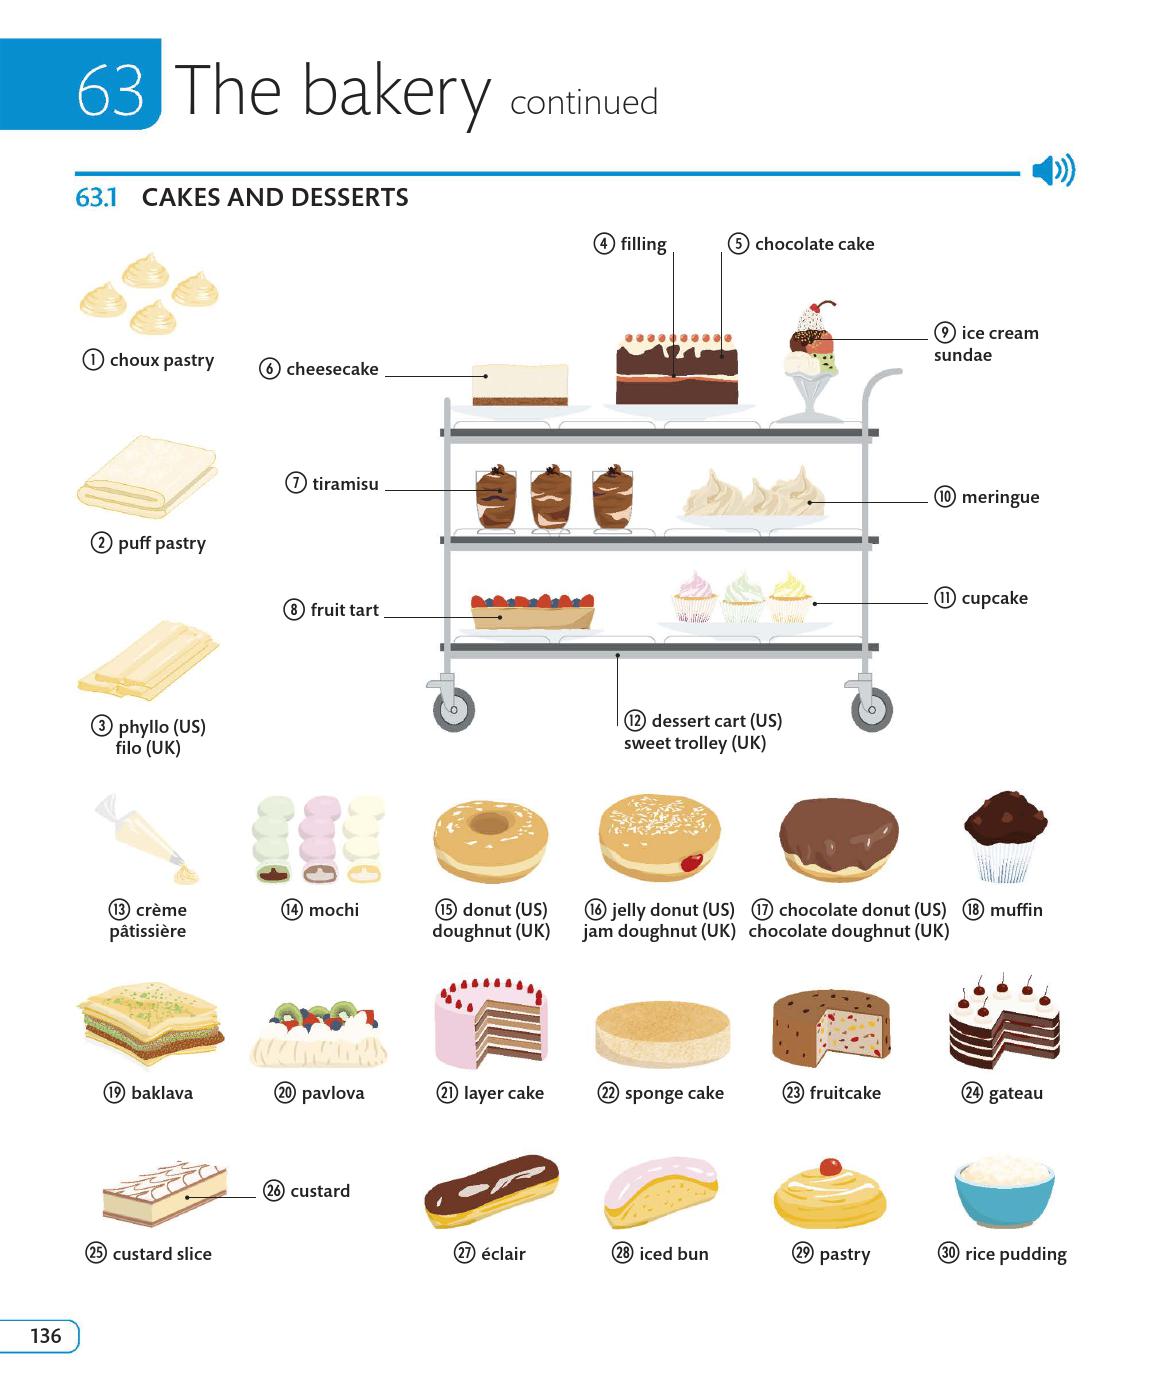 63 The bakery continued
63.1 CAKES AND DESSERTS
4 filling
5 chocolate cake
1 choux pastry
6 cheesecake
9 ice cream
sundae
2 puff pastry
7 tiramisu
10 meringue
3 phyllo (US)
filo (UK)
8 fruit tart
11 cupcake
12 dessert cart (US)
sweet trolley (UK)
13 crème
pâtissière
14 mochi
15 donut (US)
doughnut (UK)
16 jelly donut (US)
jam doughnut (UK)
17 chocolate donut (US)
chocolate doughnut (UK)
18 muffin
19 baklava
20 pavlova
21 layer cake
22 sponge cake
23 fruitcake
24 gateau
26 custard
25 custard slice
27 éclair
28 iced bun
29 pastry
30 rice pudding
136